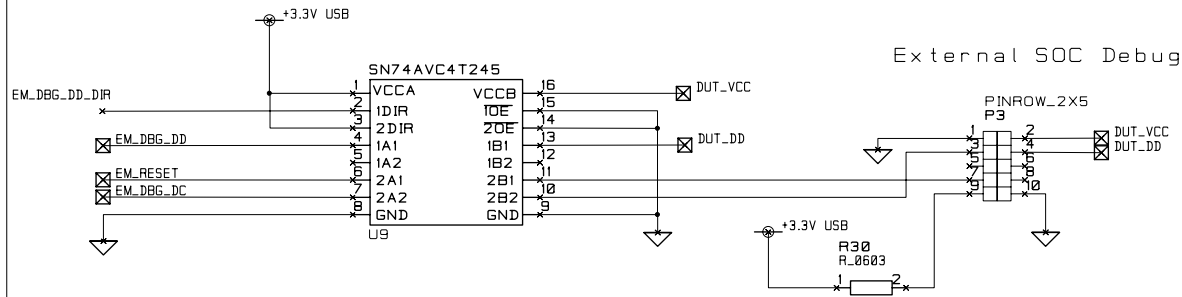 +3.3V USB
External SOC Debug
SN74AVC4T245
EM_DBG_DD_DIR
EM_DBG_DD
EM_RESET
EM_DBG_DC
1 VCCA VCCB 16
2 1DIR 1OE 15
3 2DIR 2OE 14
4 1A1 1B1 13
5 1A2 1B2 12
6 2A1 2B1 11
7 2A2 2B2 10
8 GND GND 9
U9
DUT_VCC
DUT_DD
PINROW_2X5
P3
1 2
3 4
5 6
7 8
9 10
DUT_VCC
DUT_DD
+3.3V USB
R30
R_0603
1 2